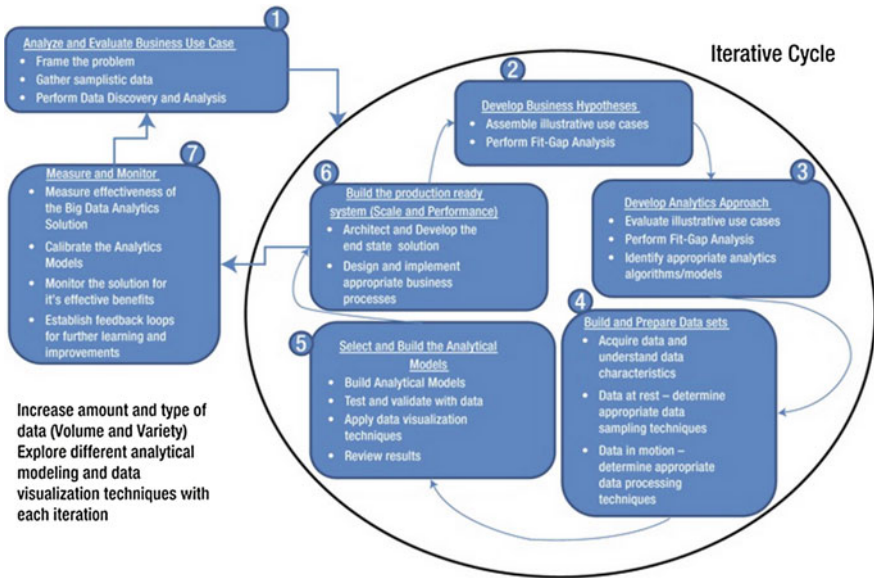 1
Analyze and Evaluate Business Use Case
• Frame the problem
• Gather samplistic data
• Perform Data Discovery and Analysis
Iterative Cycle
2
Develop Business Hypotheses
• Assemble illustrative use cases
• Perform Fit-Gap Analysis
3
Develop Analytics Approach
• Evaluate illustrative use cases
• Perform Fit-Gap Analysis
• Identify appropriate analytics
algorithms/models
4
Build and Prepare Data sets
• Acquire data and
understand data
characteristics
• Data at rest – determine
appropriate data
sampling techniques
• Data in motion –
determine appropriate
data processing
techniques
5
Select and Build the Analytical
Models
• Build Analytical Models
• Test and validate with data
• Apply data visualization
techniques
• Review results
6
Build the production ready
system (Scale and Performance)
• Architect and Develop the
end state solution
• Design and implement
appropriate business
processes
7
Measure and Monitor
• Measure effectiveness of
the Big Data Analytics
Solution
• Calibrate the Analytics
Models
• Monitor the solution for
it's effective benefits
• Establish feedback loops
for further learning and
improvements
Increase amount and type of
data (Volume and Variety)
Explore different analytical
modeling and data
visualization techniques with
each iteration